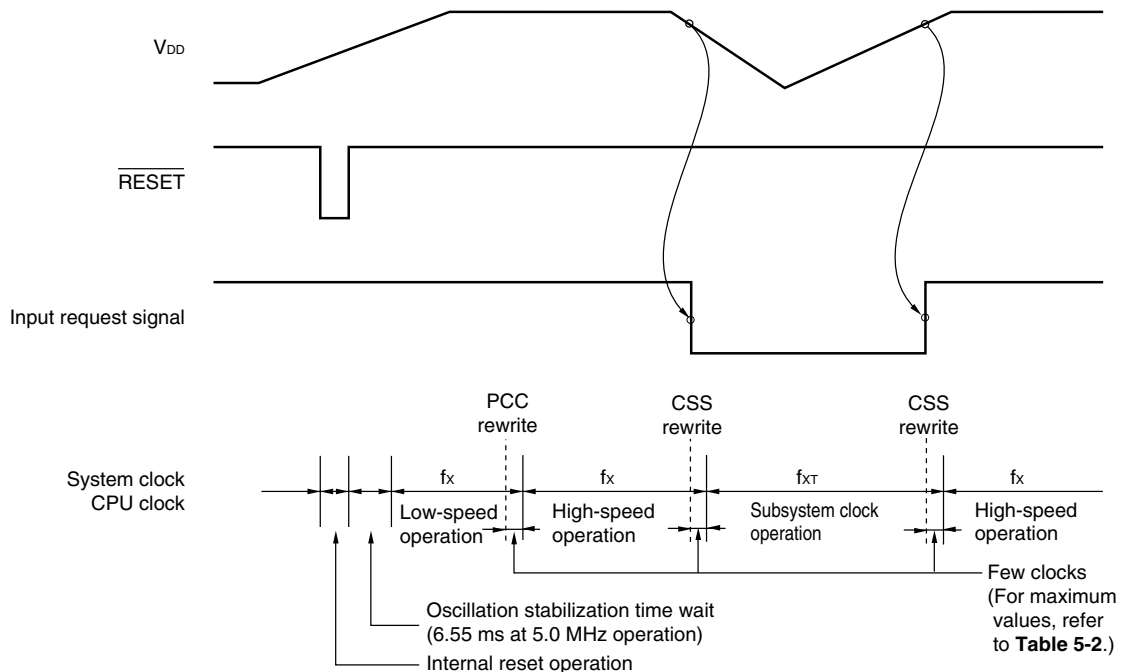 VDD
RESET
Input request signal
PCC
rewrite
CSS
rewrite
CSS
rewrite
System clock
CPU clock
fX
fX
fXT
fX
Low-speed
operation
High-speed
operation
Subsystem clock
operation
High-speed
operation
Few clocks
(For maximum
values, refer
to Table 5-2.)
Oscillation stabilization time wait
(6.55 ms at 5.0 MHz operation)
Internal reset operation